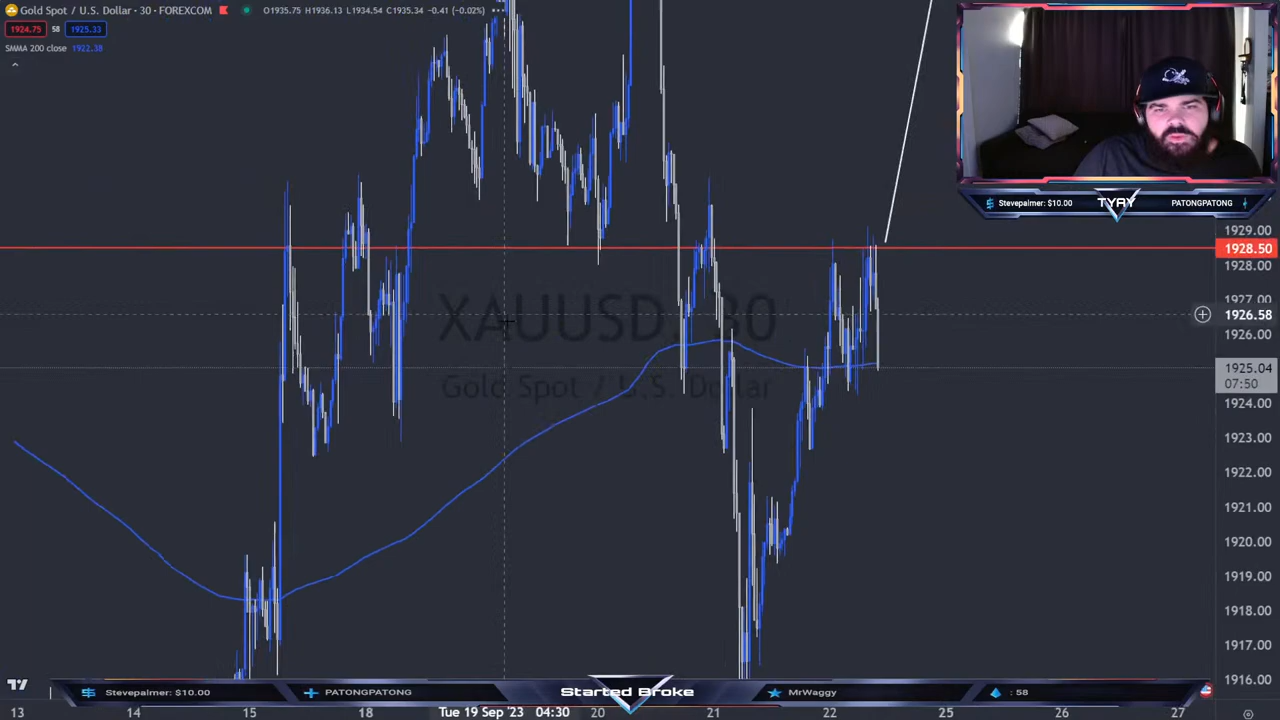 Gold Spot / U.S. Dollar · 30 · FOREXCOM O1935.75 H1936.13 L1934.54 C1935.34 −0.41 (−0.02%)
1924.75 58 1925.33
SMMA 200 close 1922.38
Stevepalmer: $10.00 TYAY PATONGPATONG
1929.00
1928.50
1928.00
1927.00
1926.58
1926.00
1925.04
07:50
1924.00
1923.00
1922.00
1921.00
1920.00
1919.00
1918.00
1917.00
1916.00
XAUUSD, 30
Gold Spot / U.S. Dollar
Stevepalmer: $10.00 PATONGPATONG Started Broke MrWaggy : 58
13 14 15 18 Tue 19 Sep '23 04:30 20 21 22 25 26 27